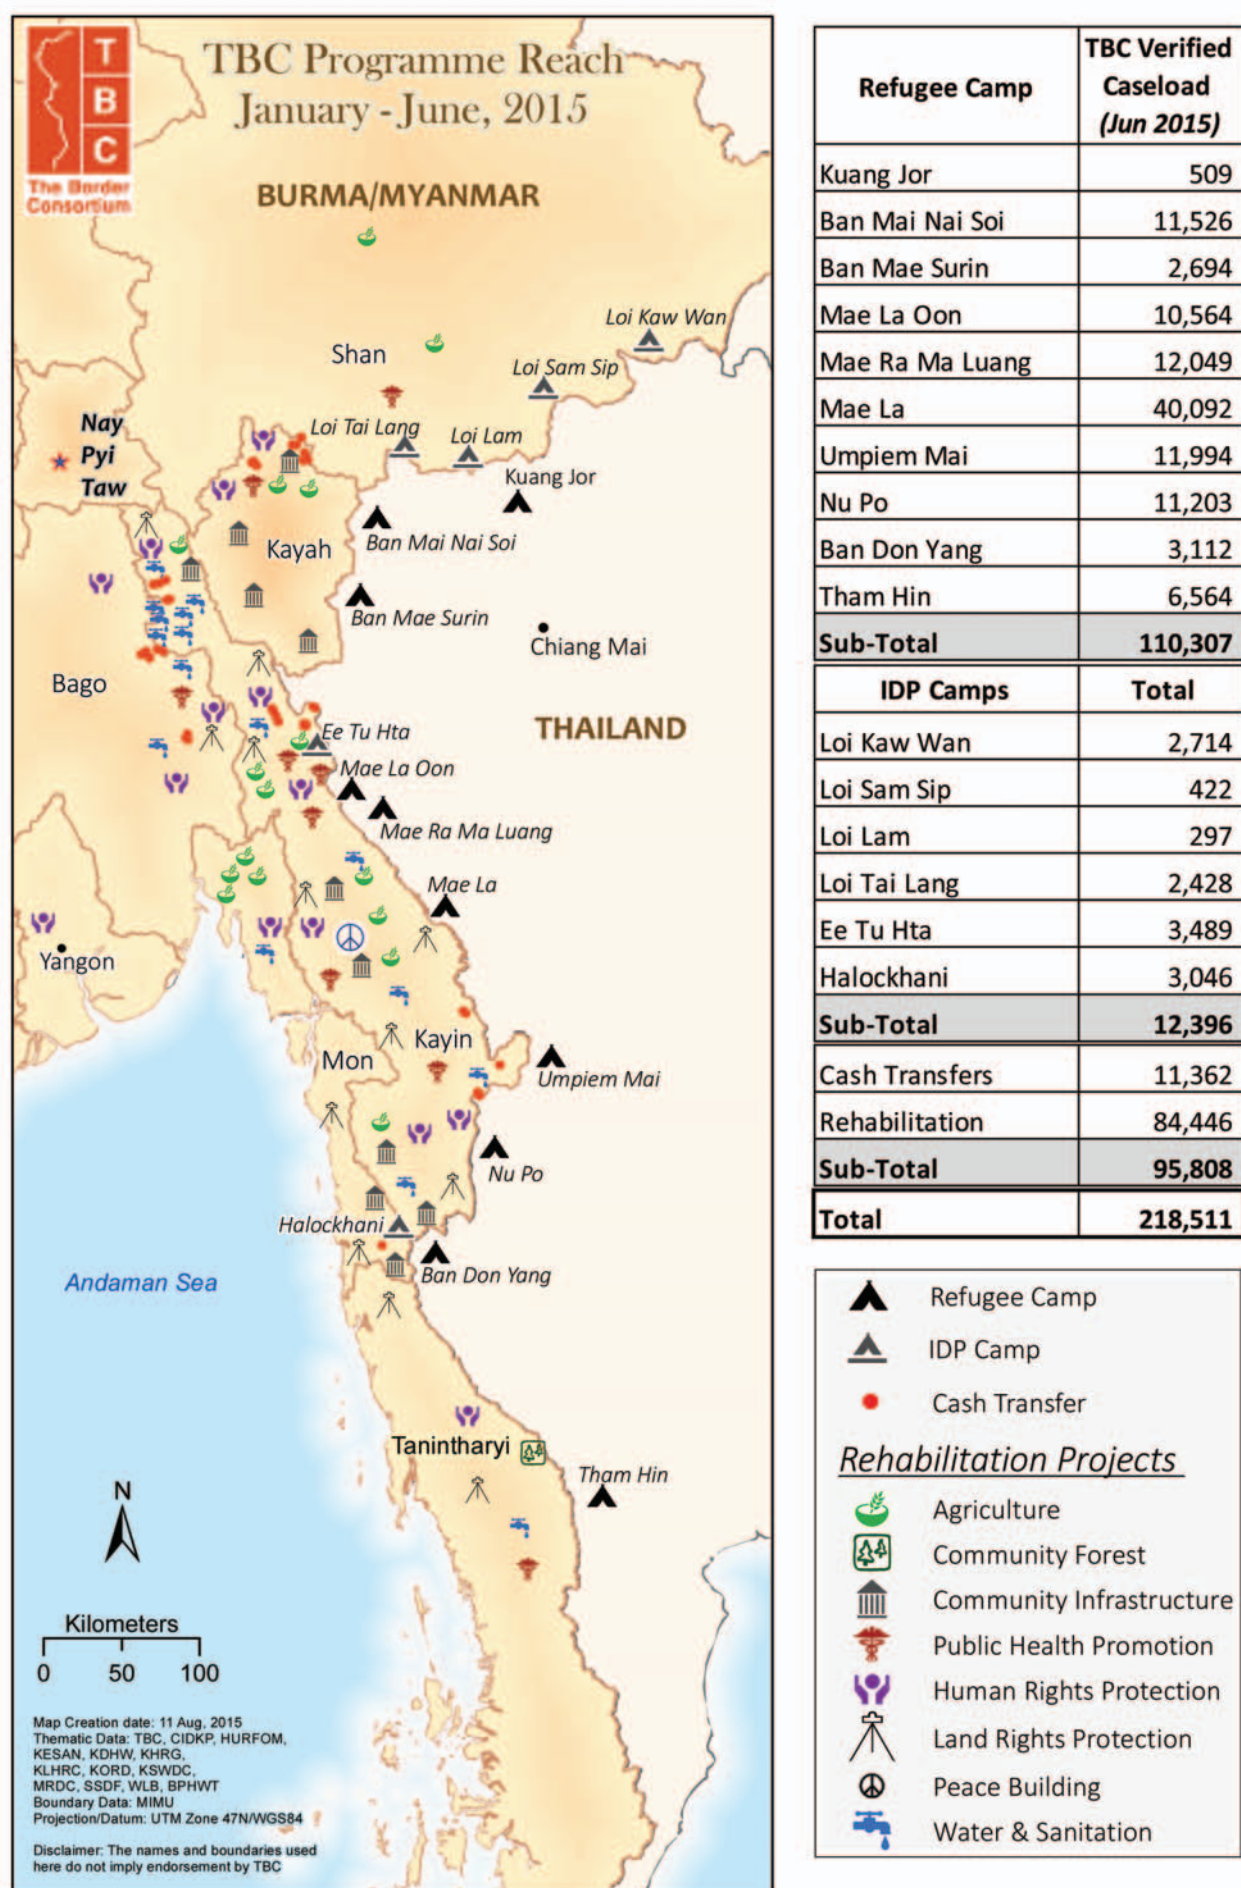 T
B
C
The Border
Consortium
TBC Programme Reach
January - June, 2015
BURMA/MYANMAR
Loi Kaw Wan
Shan
Loi Sam Sip
Nay
Pyi
Taw
Loi Tai Lang
Loi Lam
Kuang Jor
Kayah
Ban Mai Nai Soi
Ban Mae Surin
Chiang Mai
Bago
THAILAND
Ee Tu Hta
Mae La Oon
Mae Ra Ma Luang
Mae La
Yangon
Kayin
Mon
Umpiem Mai
Nu Po
Halockhani
Ban Don Yang
Andaman Sea
Tanintharyi
Tham Hin
N
Kilometers
0 50 100
Map Creation date: 11 Aug, 2015
Thematic Data: TBC, CIDKP, HURFOM,
KESAN, KDHW, KHRG,
KLHRC, KORD, KSWDC,
MRDC, SSDF, WLB, BPHWT
Boundary Data: MIMU
Projection/Datum: UTM Zone 47N/WGS84
Disclaimer: The names and boundaries used
here do not imply endorsement by TBC
Refugee Camp TBC Verified
Caseload
(Jun 2015)
Kuang Jor 509
Ban Mai Nai Soi 11,526
Ban Mae Surin 2,694
Mae La Oon 10,564
Mae Ra Ma Luang 12,049
Mae La 40,092
Umpiem Mai 11,994
Nu Po 11,203
Ban Don Yang 3,112
Tham Hin 6,564
Sub-Total 110,307
IDP Camps Total
Loi Kaw Wan 2,714
Loi Sam Sip 422
Loi Lam 297
Loi Tai Lang 2,428
Ee Tu Hta 3,489
Halockhani 3,046
Sub-Total 12,396
Cash Transfers 11,362
Rehabilitation 84,446
Sub-Total 95,808
Total 218,511
Refugee Camp
IDP Camp
Cash Transfer
Rehabilitation Projects
Agriculture
Community Forest
Community Infrastructure
Public Health Promotion
Human Rights Protection
Land Rights Protection
Peace Building
Water & Sanitation